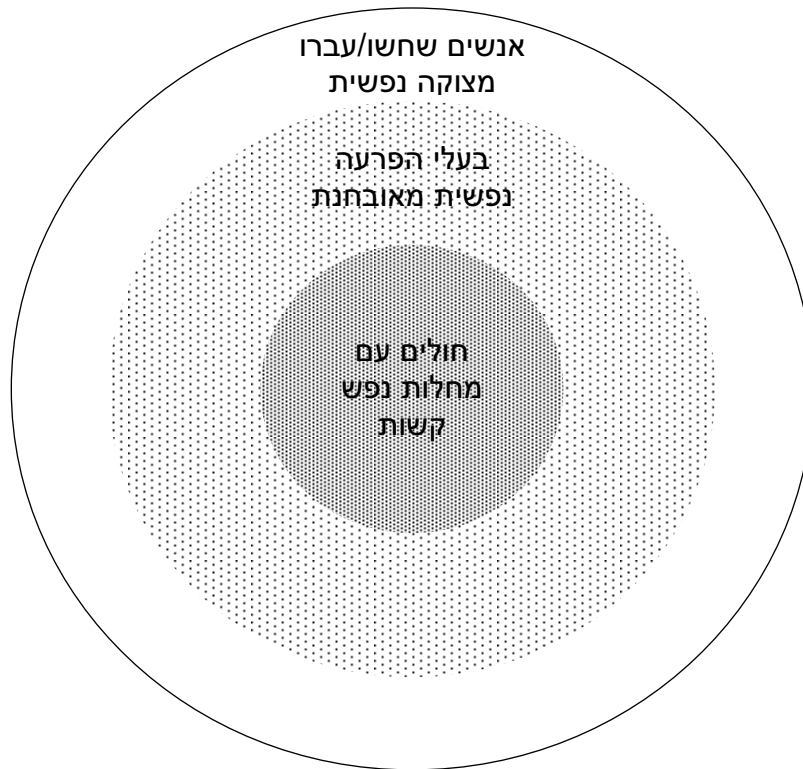 אנשים שחשו/עברו
מצוקה נפשית
בעלי הפרעה
נפשית מאובחנת
חולים עם
מחלות נפש
קשות